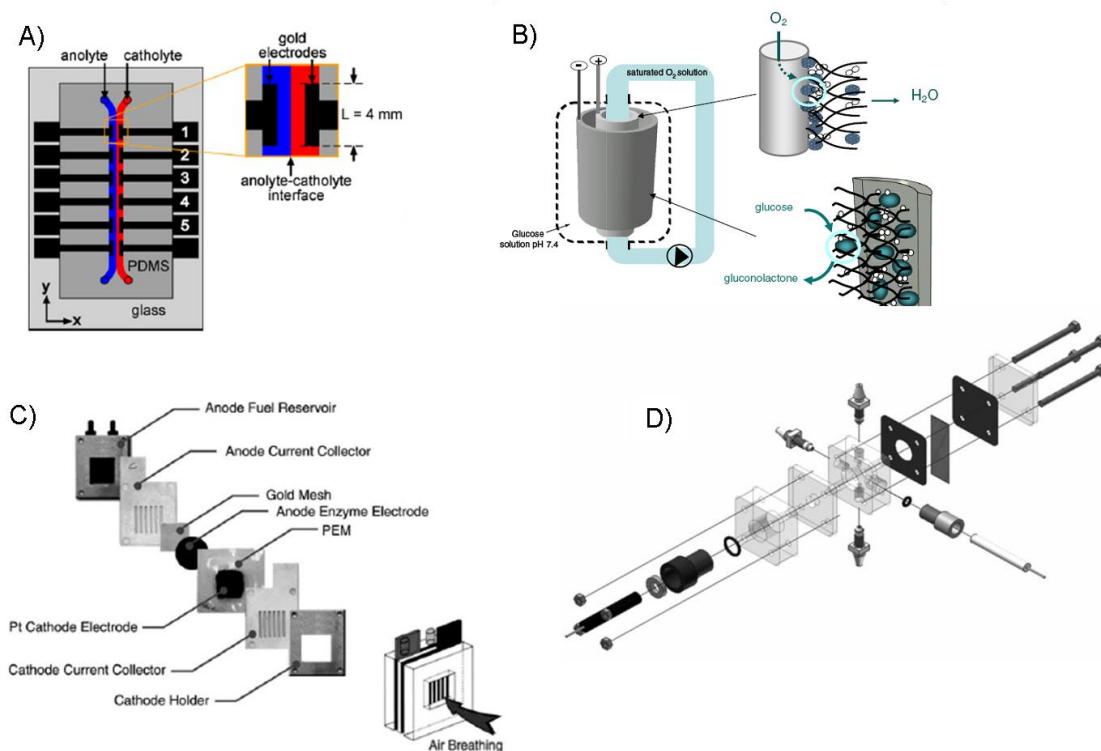 A)
anolyte
catholyte
gold
electrodes
L = 4 mm
1
2
3
4
5
anolyte-catholyte
interface
PDMS
glass
y
x
B)
−
+
saturated O2 solution
Glucose
solution pH 7.4
O2
H2O
glucose
gluconolactone
C)
Anode Fuel Reservoir
Anode Current Collector
Gold Mesh
Anode Enzyme Electrode
PEM
Pt Cathode Electrode
Cathode Current Collector
Cathode Holder
Air Breathing
D)